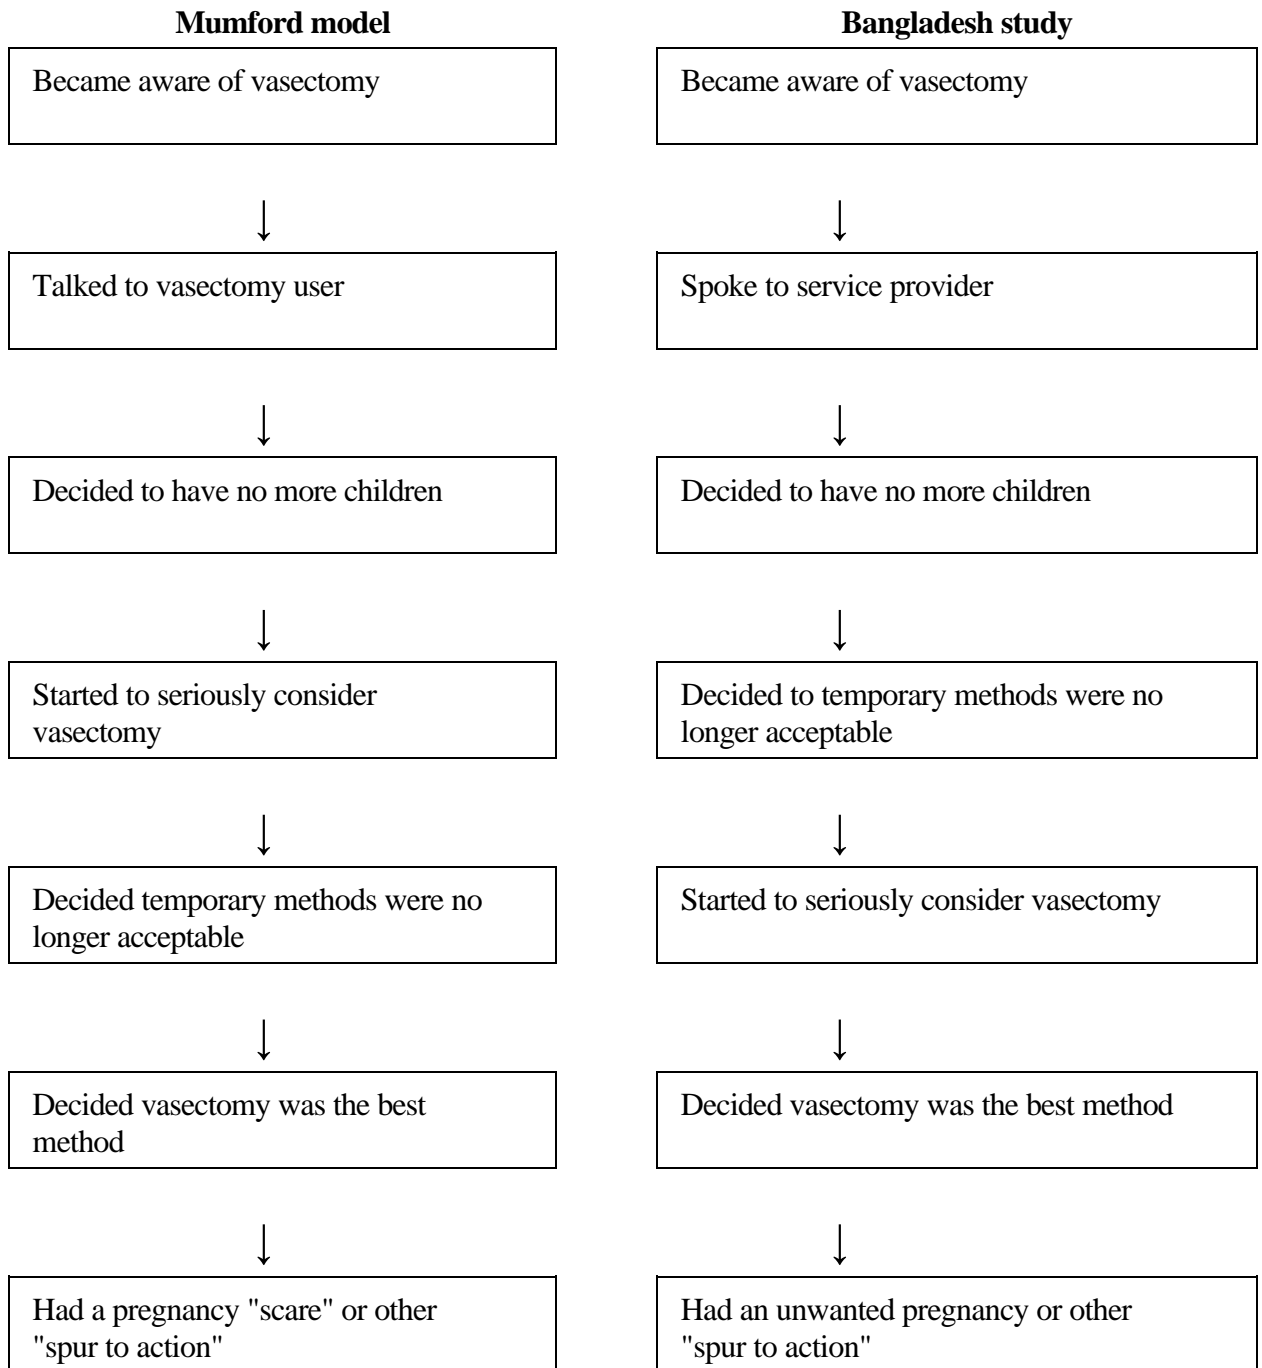 Mumford model
Bangladesh study
Became aware of vasectomy
Became aware of vasectomy
↓
↓
Talked to vasectomy user
Spoke to service provider
↓
↓
Decided to have no more children
Decided to have no more children
↓
↓
Started to seriously consider
vasectomy
Decided to temporary methods were no
longer acceptable
↓
↓
Decided temporary methods were no
longer acceptable
Started to seriously consider vasectomy
↓
↓
Decided vasectomy was the best
method
Decided vasectomy was the best method
↓
↓
Had a pregnancy "scare" or other
"spur to action"
Had an unwanted pregnancy or other
"spur to action"